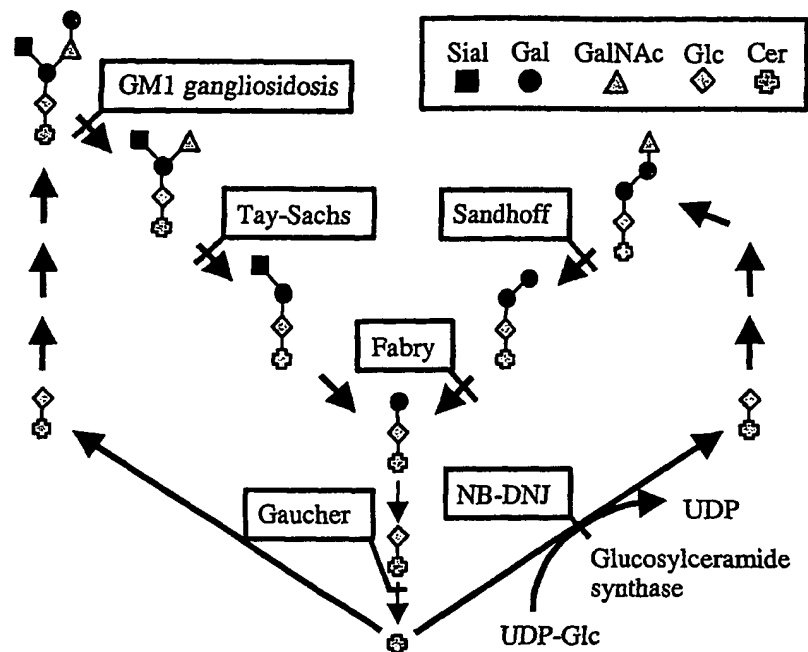 Sial Gal GalNAc Glc Cer
GM1 gangliosidosis
Tay-Sachs
Sandhoff
Fabry
Gaucher
NB-DNJ
UDP
Glucosylceramide
synthase
UDP-Glc